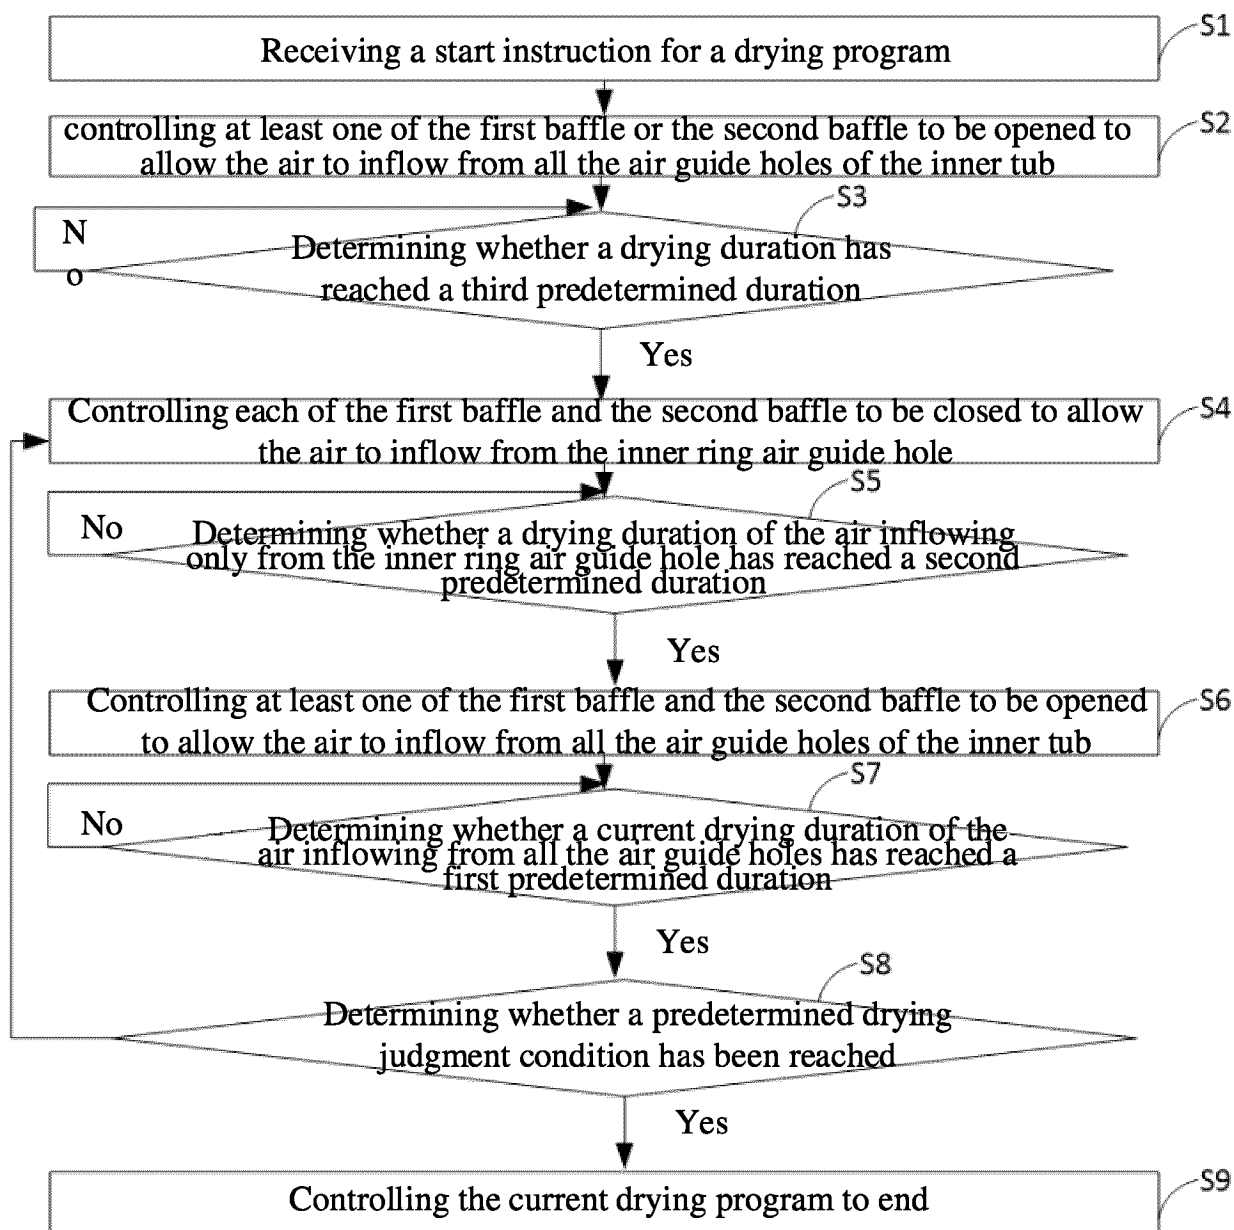 S1
Receiving a start instruction for a drying program
S2
controlling at least one of the first baffle or the second baffle to be opened to
allow the air to inflow from all the air guide holes of the inner tub
S3
N
o
Determining whether a drying duration has
reached a third predetermined duration
Yes
S4
Controlling each of the first baffle and the second baffle to be closed to allow
the air to inflow from the inner ring air guide hole
S5
No
Determining whether a drying duration of the air inflowing
only from the inner ring air guide hole has reached a second
predetermined duration
Yes
S6
Controlling at least one of the first baffle and the second baffle to be opened
to allow the air to inflow from all the air guide holes of the inner tub
S7
No
Determining whether a current drying duration of the
air inflowing from all the air guide holes has reached a
first predetermined duration
Yes
S8
Determining whether a predetermined drying
judgment condition has been reached
Yes
S9
Controlling the current drying program to end